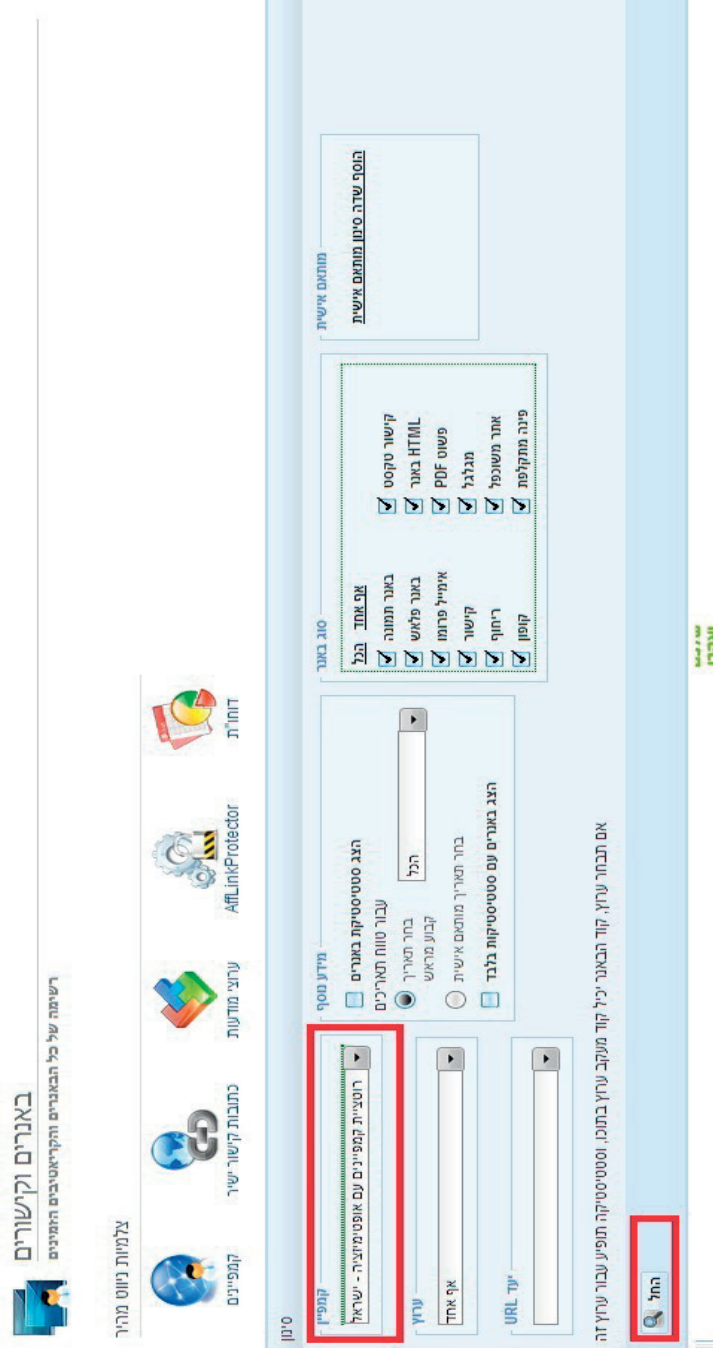 באנרים וקישורים
רשימה של כל הבאנרים והקריאטיבים הזמינים
צלמיות ניווט מהיר
קמפיינים
כתובות קישור ישיר
ערוצי מודעות
AffLinkProtector
דוחו"ת
סינון
קמפיין
רוטציית קמפיינים עם אופטימיזציה - ישראל
ערוץ
אף אחד
יעד URL
מידע נוסף
הצג סטטיסטיקת באנרים
עבור טווח תאריכים
בחר תאריך
קבוע מראש
הכל
בחר תאריך מותאם אישית
הצג באנרים עם סטטיסטיקות בלבד
סוג באנר
הכל אף אחד
באנר תמונה קישור טקסט
באנר פלאש באנר HTML
אימייל פרומו פשוט PDF
קישור מגלגל
ריחוף אתר משוכפל
קופון פינה מתקלפת
מותאם אישית
הוסף שדה סינון מותאם אישית
אם תבחר ערוץ, קוד הבאנר יכיל קוד מעקב ערוץ בתוכו, וסטטיסטיקה תופיע עבור ערוץ זה
החל